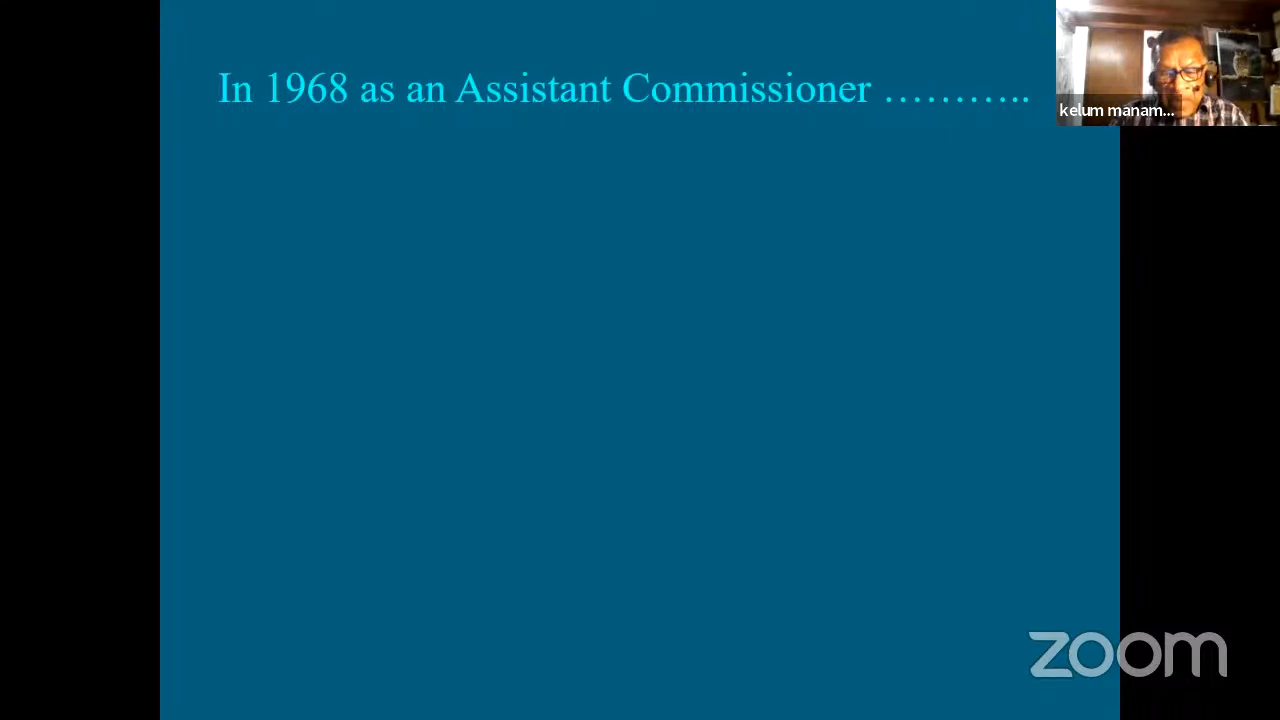 In 1968 as an Assistant Commissioner ………..
kelum manam...
zoom